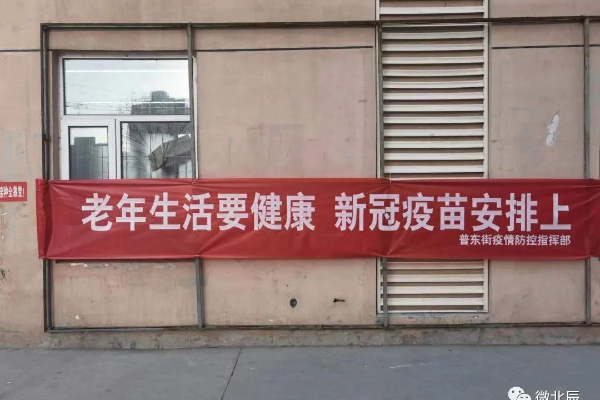 老年生活要健康 新冠疫苗安排上
普东街疫情防控指挥部
微北辰